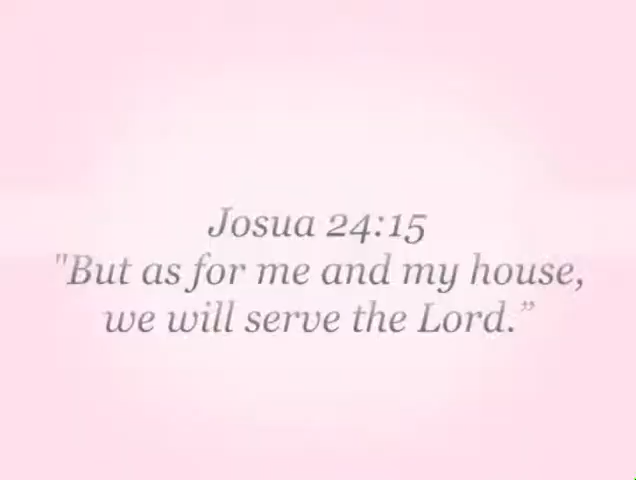 Josua 24:15
"But as for me and my house,
we will serve the Lord.”